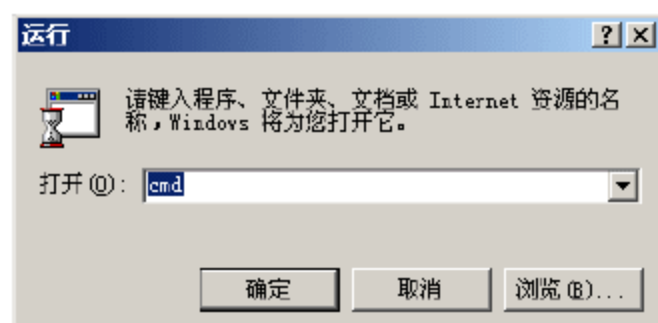 运行
请键入程序、文件夹、文档或 Internet 资源的名
称，Windows 将为您打开它。
打开(O): cmd
确定 取消 浏览(B)...